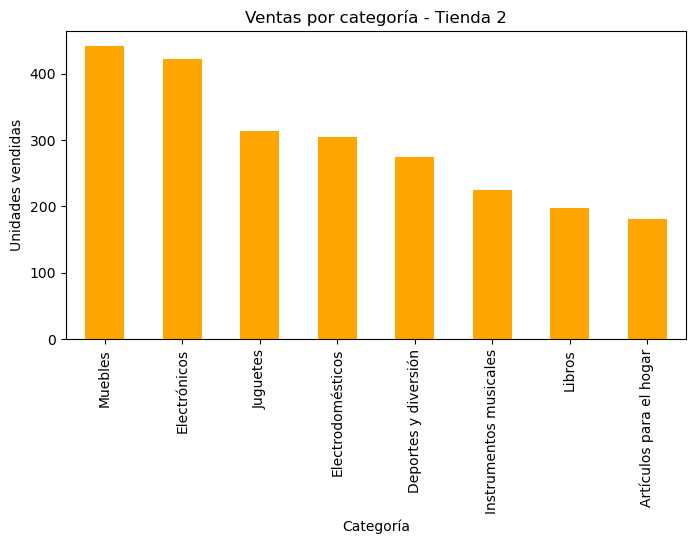 Ventas por categoría - Tienda 2
Unidades vendidas
400
300
200
100
0
Muebles
Electrónicos
Juguetes
Electrodomésticos
Deportes y diversión
Instrumentos musicales
Libros
Artículos para el hogar
Categoría